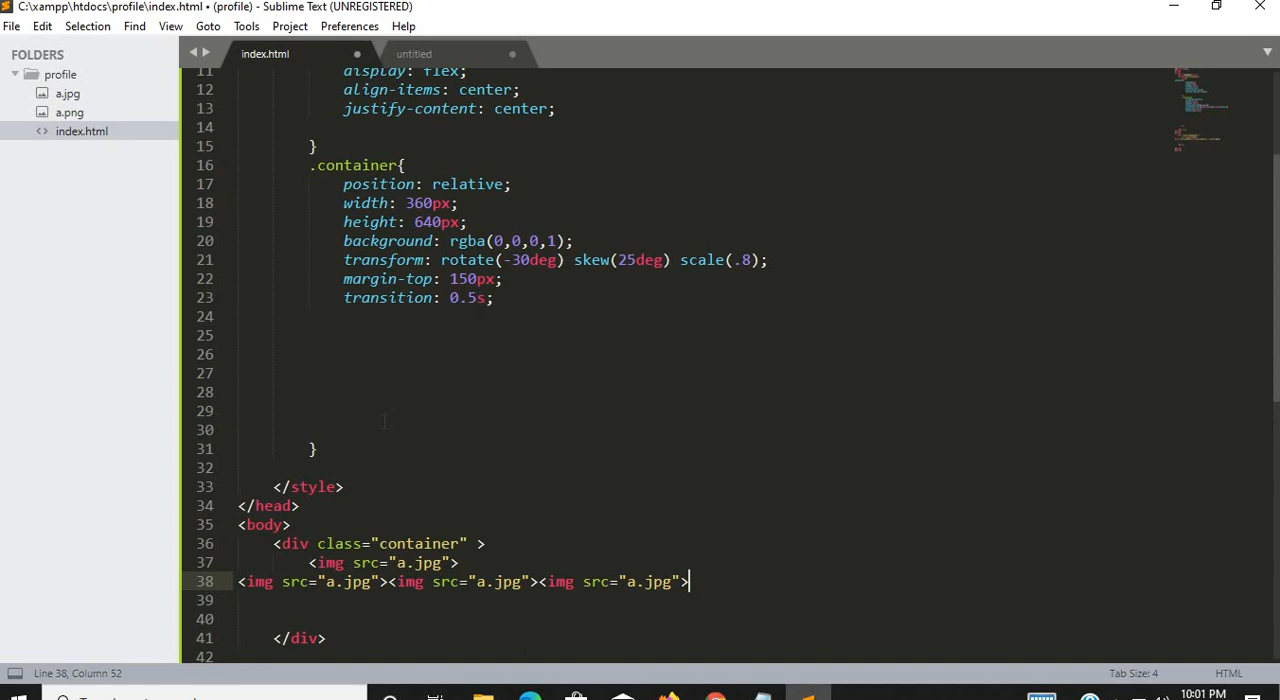 C:\xampp\htdocs\profile\index.html • (profile) - Sublime Text (UNREGISTERED)
File Edit Selection Find View Goto Tools Project Preferences Help
FOLDERS
profile
a.jpg
a.png
index.html
index.html
untitled
11 display: flex;
12 align-items: center;
13 justify-content: center;
14
15 }
16 .container{
17 position: relative;
18 width: 360px;
19 height: 640px;
20 background: rgba(0,0,0,1);
21 transform: rotate(-30deg) skew(25deg) scale(.8);
22 margin-top: 150px;
23 transition: 0.5s;
24
25
26
27
28
29
30
31 }
32
33 </style>
34 </head>
35 <body>
36 <div class="container" >
37 <img src="a.jpg">
38 <img src="a.jpg"><img src="a.jpg"><img src="a.jpg">
39
40
41 </div>
42
Line 38, Column 52
Tab Size: 4
HTML
10:01 PM